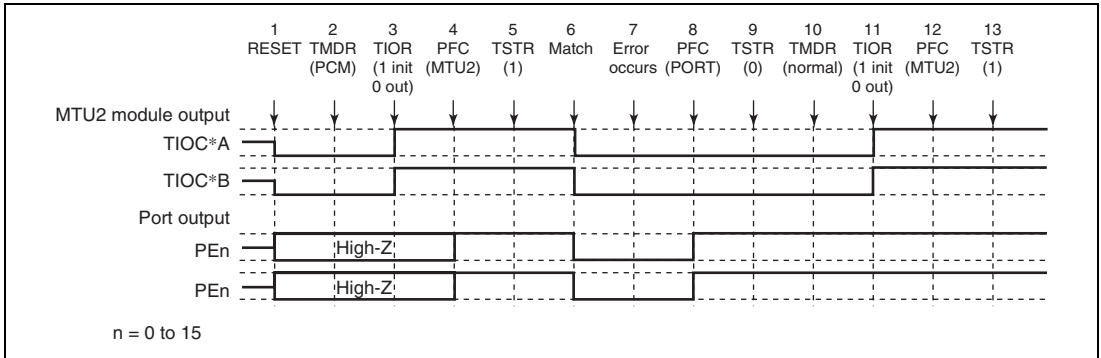 1 2 3 4 5 6 7 8 9 10 11 12 13
RESET TMDR TIOR PFC TSTR Match Error PFC TSTR TMDR TIOR PFC TSTR
(PCM) (1 init (MTU2) (1) occurs (PORT) (0) (normal) (1 init (MTU2) (1)
0 out) 0 out)
MTU2 module output
TIOC*A
TIOC*B
Port output
PEn High-Z
PEn High-Z
n = 0 to 15